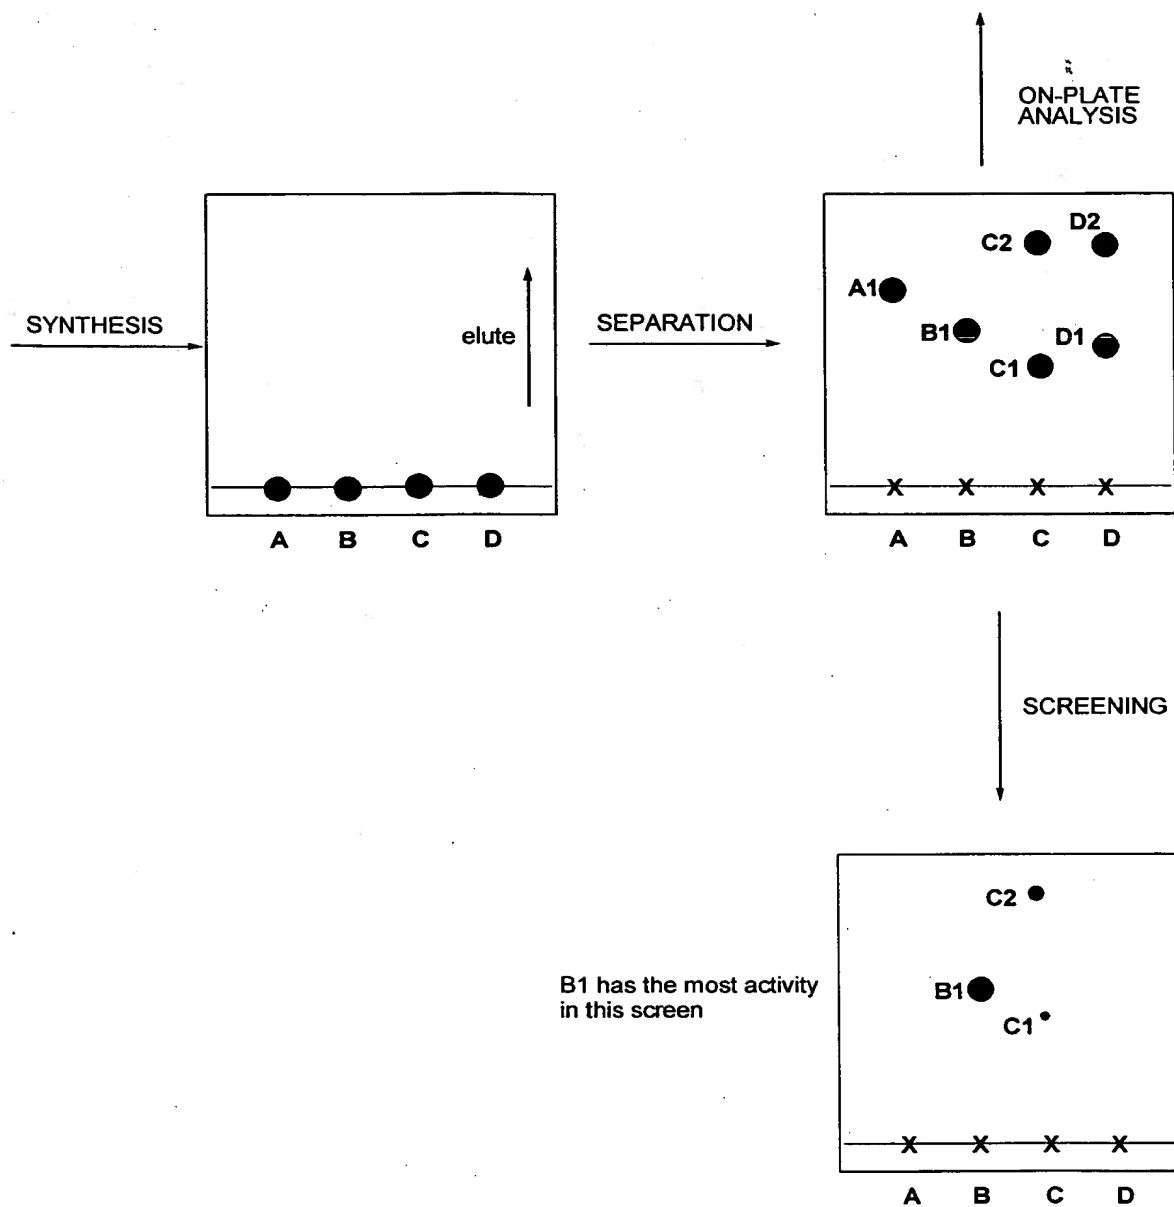 ON-PLATE
ANALYSIS
SYNTHESIS
elute
A B C D
SEPARATION
C2 D2
A1
B1 D1
C1
X X X X
A B C D
SCREENING
C2
B1 has the most activity
in this screen
B1
C1
X X X X
A B C D